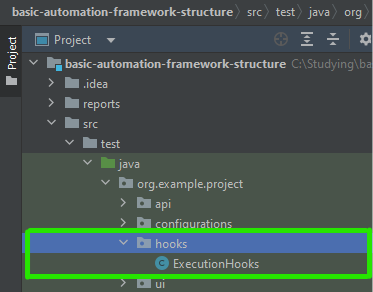 basic-automation-framework-structure › src › test › java › org
Project
Project
basic-automation-framework-structure C:\Studying\ba
.idea
reports
src
test
java
org.example.project
api
configurations
hooks
ExecutionHooks
ui